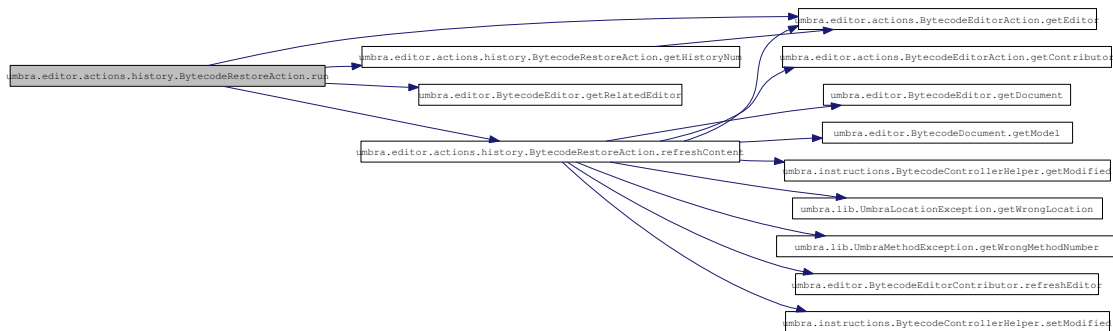 umbra.editor.actions.history.BytecodeRestoreAction.run
umbra.editor.actions.history.BytecodeRestoreAction.getHistoryNum
umbra.editor.BytecodeEditor.getRelatedEditor
umbra.editor.actions.history.BytecodeRestoreAction.refreshContent
umbra.editor.actions.BytecodeEditorAction.getEditor
umbra.editor.actions.BytecodeEditorAction.getContributor
umbra.editor.BytecodeEditor.getDocument
umbra.editor.BytecodeDocument.getModel
umbra.instructions.BytecodeControllerHelper.getModified
umbra.lib.UmbraLocationException.getWrongLocation
umbra.lib.UmbraMethodException.getWrongMethodNumber
umbra.editor.BytecodeEditorContributor.refreshEditor
umbra.instructions.BytecodeControllerHelper.setModified